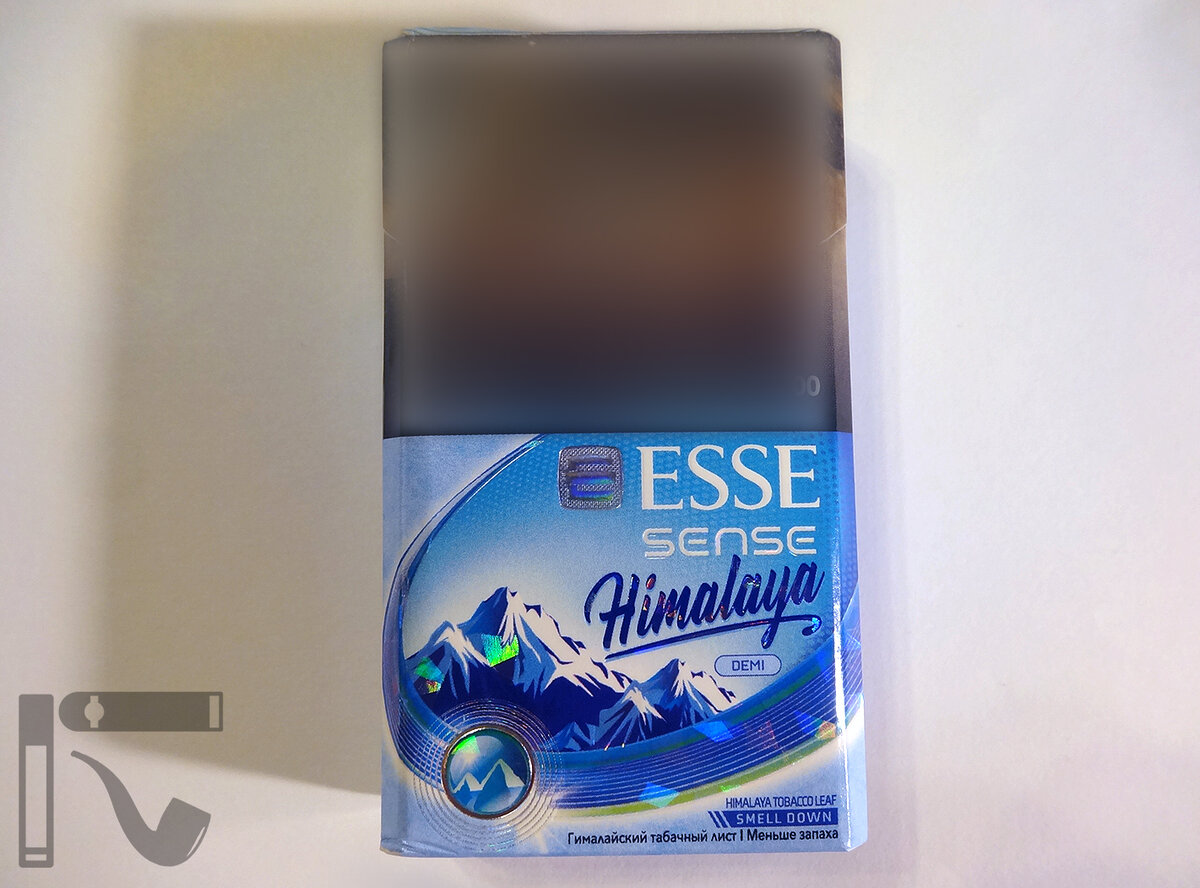 ESSE
SENSE
Himalaya
DEMI
HIMALAYA TOBACCO LEAF
SMELL DOWN
Гималайский табачный лист | Меньше запаха